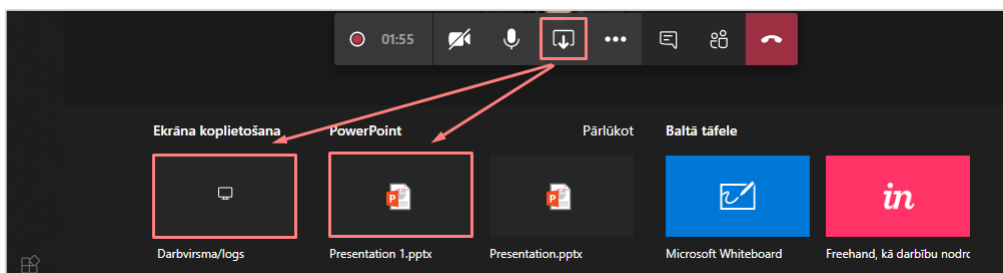 01:55
Ekrāna koplietošana PowerPoint Pārlūkot Baltā tāfele
P P in
Darbvirsma/logs Presentation 1.pptx Presentation.pptx Microsoft Whiteboard Freehand, kā darbību nodrc